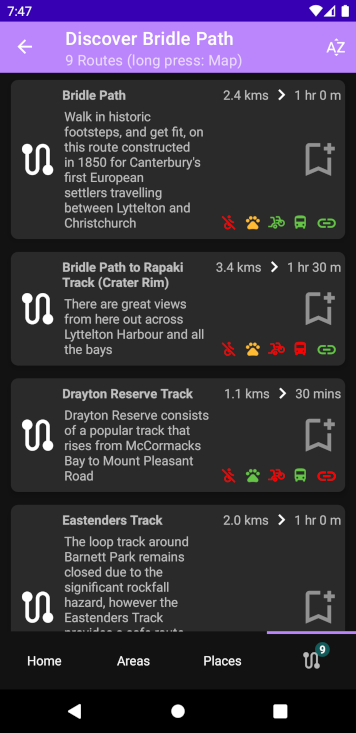 7:47
Discover Bridle Path
9 Routes (long press: Map)
AZ
Bridle Path
2.4 kms
1 hr 0 m
Walk in historic
footsteps, and get fit, on
this route constructed
in 1850 for Canterbury's
first European
settlers travelling
between Lyttelton and
Christchurch
Bridle Path to Rapaki
Track (Crater Rim)
3.4 kms
1 hr 30 m
There are great views
from here out across
Lyttelton Harbour and all
the bays
Drayton Reserve Track
1.1 kms
30 mins
Drayton Reserve consists
of a popular track that
rises from McCormacks
Bay to Mount Pleasant
Road
Eastenders Track
2.0 kms
1 hr 0 m
The loop track around
Barnett Park remains
closed due to the
significant rockfall
hazard, however the
Eastenders Track
provides a safe route
Home
Areas
Places
9